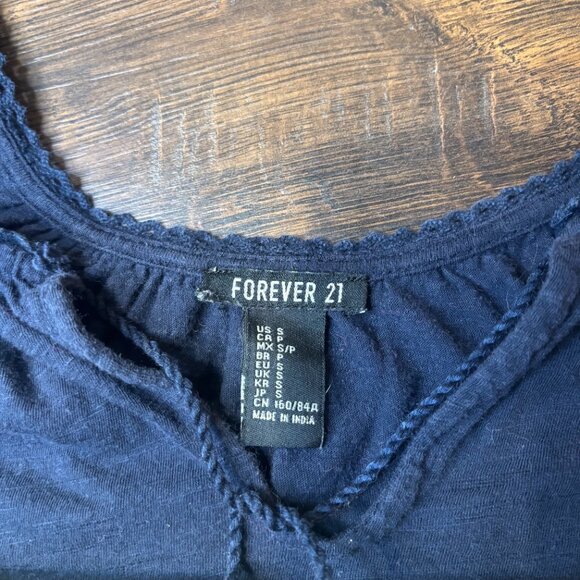 FOREVER 21
US S
CA P
MX S/P
BR P
EU S
UK S
KR S
JP S
CN 160/84A
MADE IN INDIA